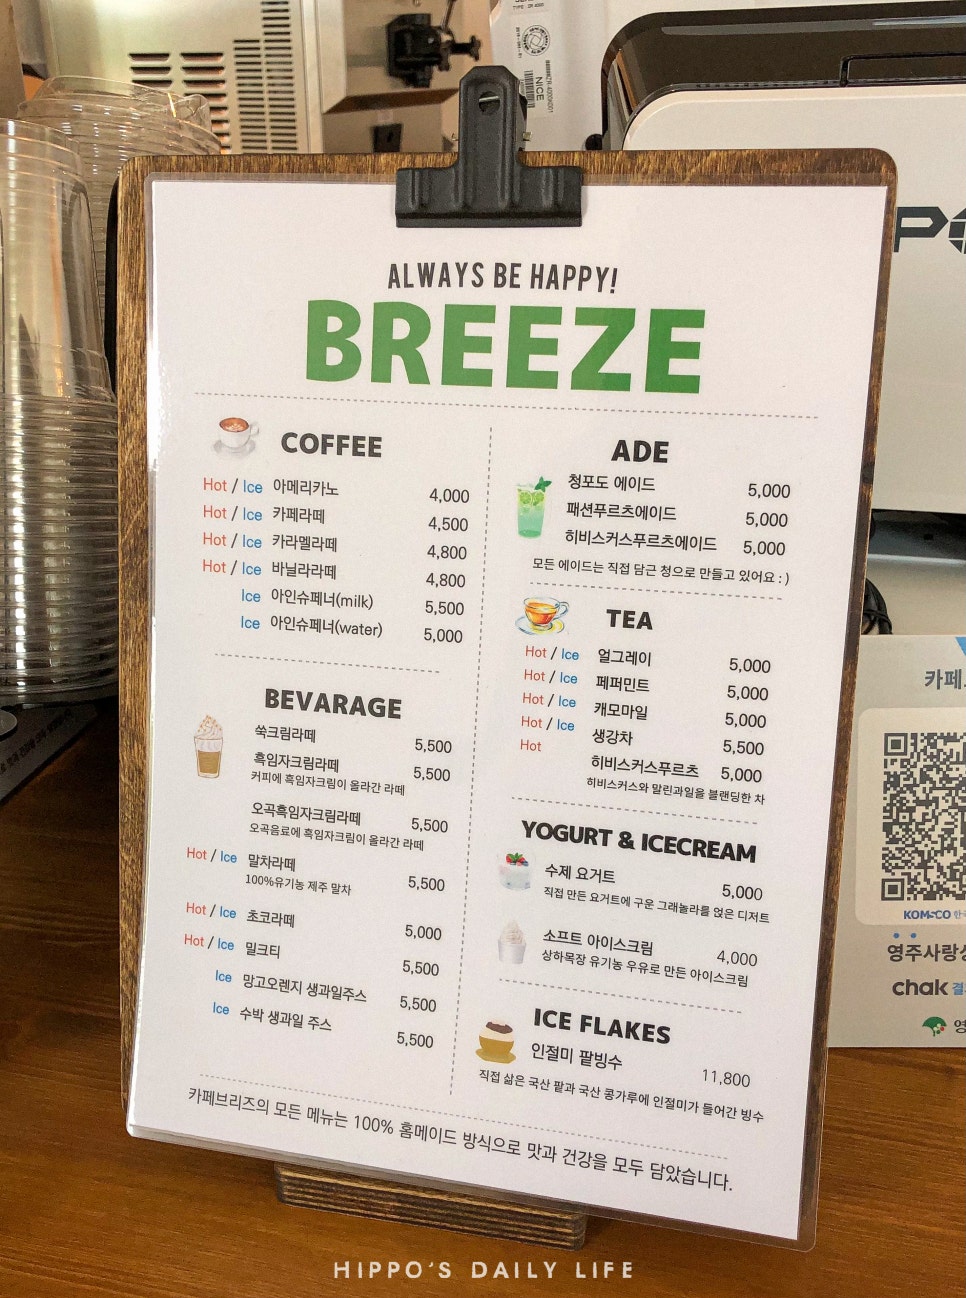 NICE
ALWAYS BE HAPPY!
BREEZE
COFFEE
Hot / Ice 아메리카노 4,000
Hot / Ice 카페라떼 4,500
Hot / Ice 카라멜라떼 4,800
Hot / Ice 바닐라라떼 4,800
Ice 아인슈페너(milk) 5,500
Ice 아인슈페너(water) 5,000
BEVARAGE
쑥크림라떼 5,500
흑임자크림라떼 5,500
커피에 흑임자크림이 올라간 라떼
오곡흑임자크림라떼 5,500
오곡음료에 흑임자크림이 올라간 라떼
Hot / Ice 말차라떼 5,500
100%유기농 제주 말차
Hot / Ice 초코라떼 5,000
Hot / Ice 밀크티 5,500
Ice 망고오렌지 생과일주스 5,500
Ice 수박 생과일 주스 5,500
ADE
청포도 에이드 5,000
패션푸르츠에이드 5,000
히비스커스푸르츠에이드 5,000
모든 에이드는 직접 담근 청으로 만들고 있어요 : )
TEA
Hot / Ice 얼그레이 5,000
Hot / Ice 페퍼민트 5,000
Hot / Ice 캐모마일 5,000
Hot / Ice 생강차 5,500
Hot 히비스커스푸르츠 5,000
히비스커스와 말린과일을 블랜딩한 차
YOGURT & ICECREAM
수제 요거트 5,000
직접 만든 요거트에 구운 그래놀라를 얹은 디저트
소프트 아이스크림 4,000
상하목장 유기농 우유로 만든 아이스크림
ICE FLAKES
인절미 팥빙수 11,800
직접 삶은 국산 팥과 국산 콩가루에 인절미가 들어간 빙수
카페브리즈의 모든 메뉴는 100% 홈메이드 방식으로 맛과 건강을 모두 담았습니다.
카페
KOMSCO 한국
영주사랑상
chak 결
영
HIPPO'S DAILY LIFE